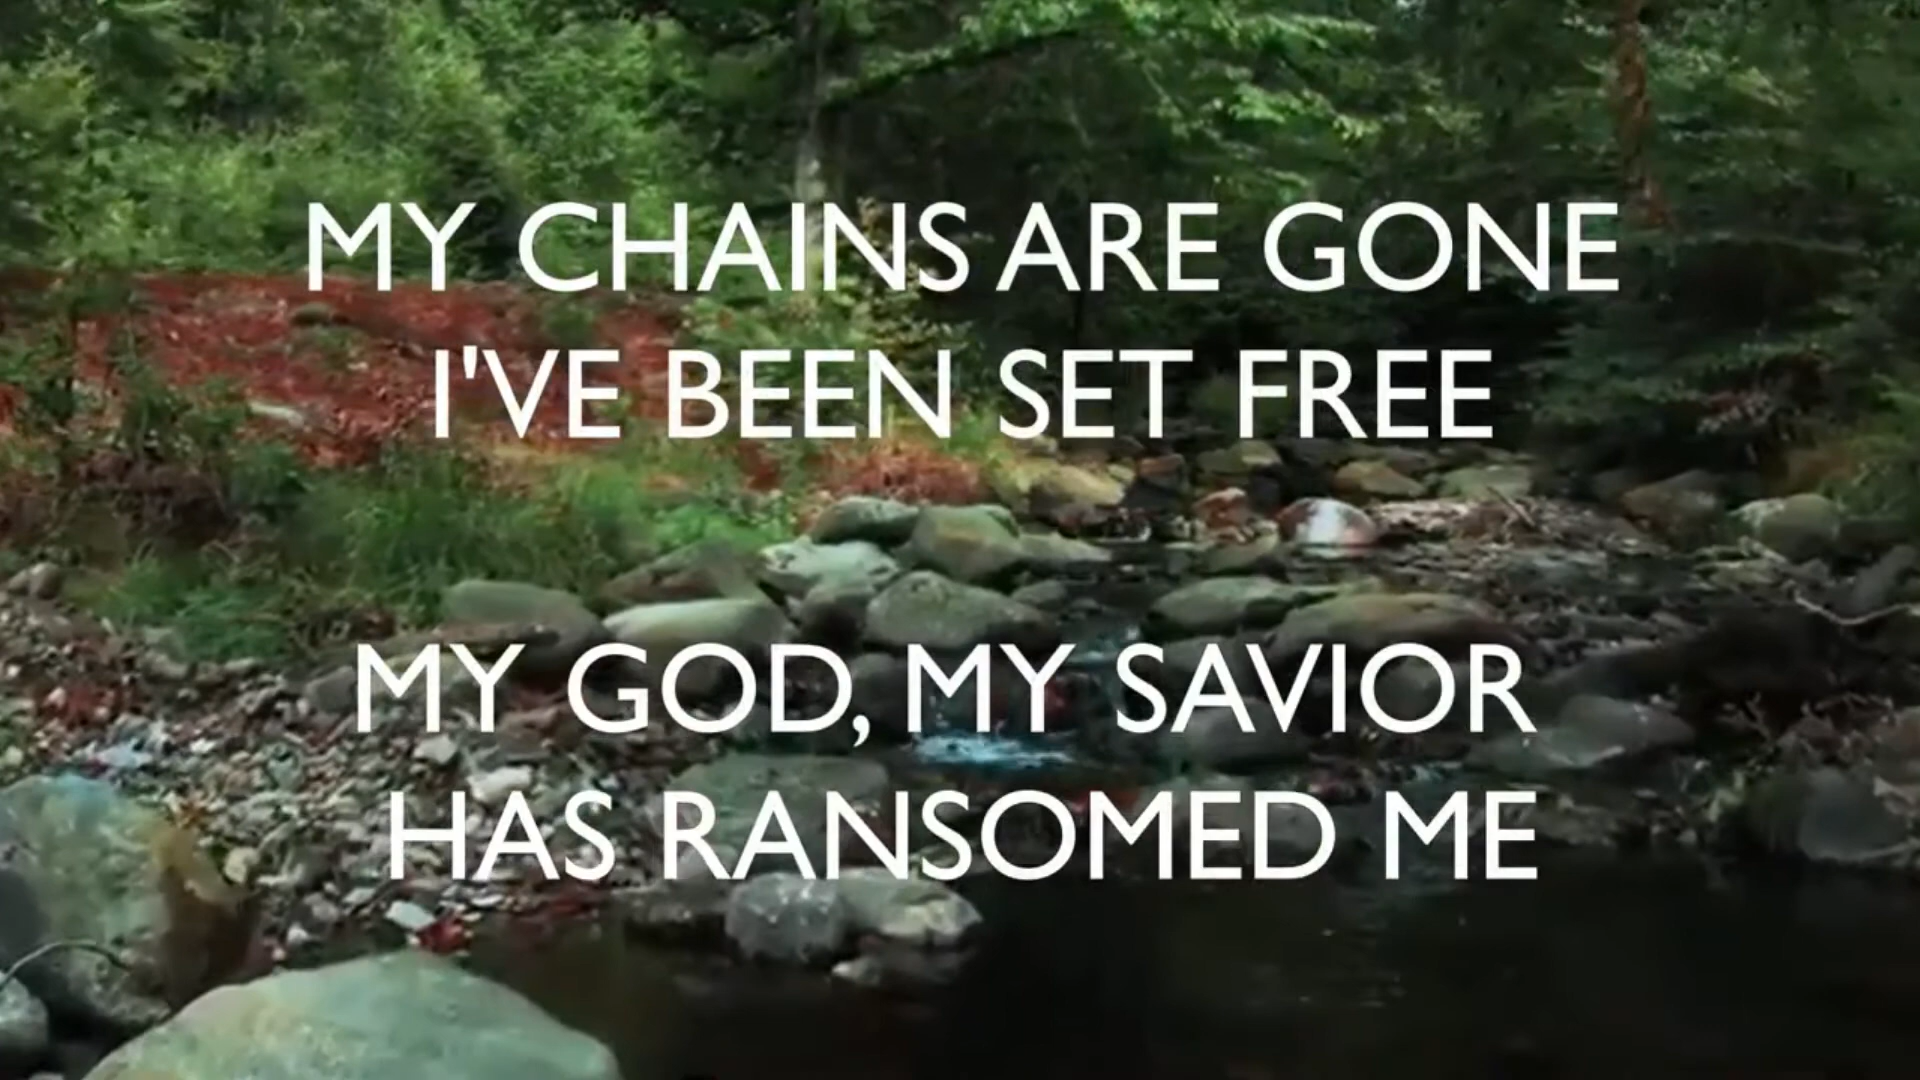 MY CHAINS ARE GONE
I'VE BEEN SET FREE
MY GOD, MY SAVIOR
HAS RANSOMED ME